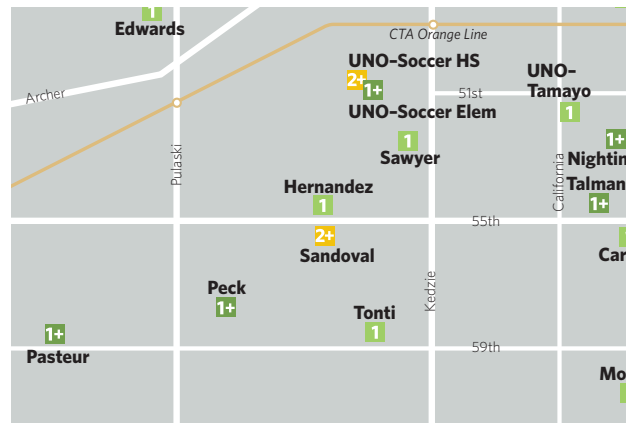 1
Edwards
CTA Orange Line
UNO–Soccer HS
2+
1+
UNO–Soccer Elem
51st
UNO–
Tamayo
1
Archer
Pulaski
1
Sawyer
California
1+
Nightin
Talman
1+
Hernandez
1
55th
2+
Sandoval
Car
Kedzie
Peck
1+
Tonti
1
1+
Pasteur
59th
Mo